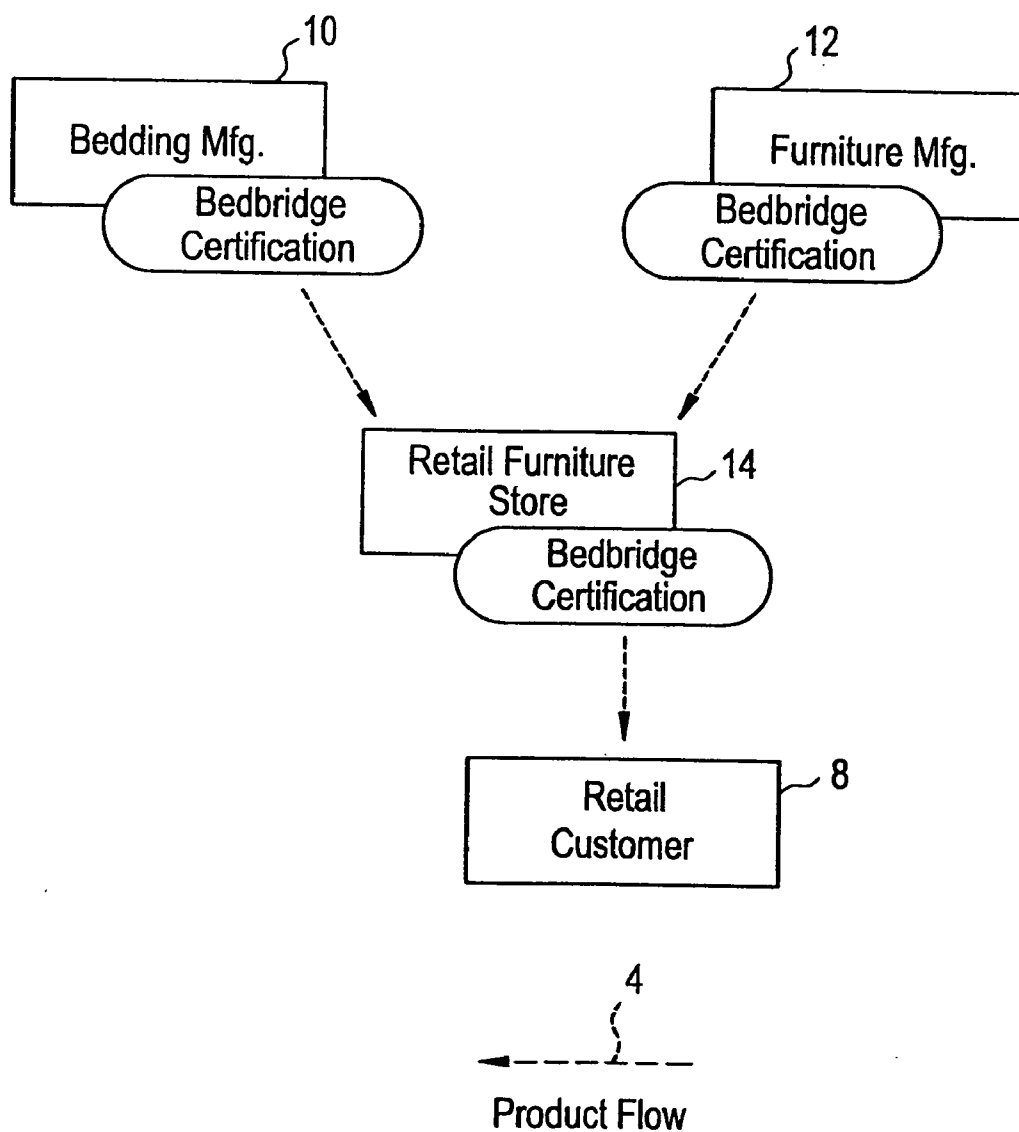 10
12
Bedding Mfg.
Furniture Mfg.
Bedbridge
Certification
Bedbridge
Certification
Retail Furniture
Store
14
Bedbridge
Certification
Retail
Customer
8
4
Product Flow